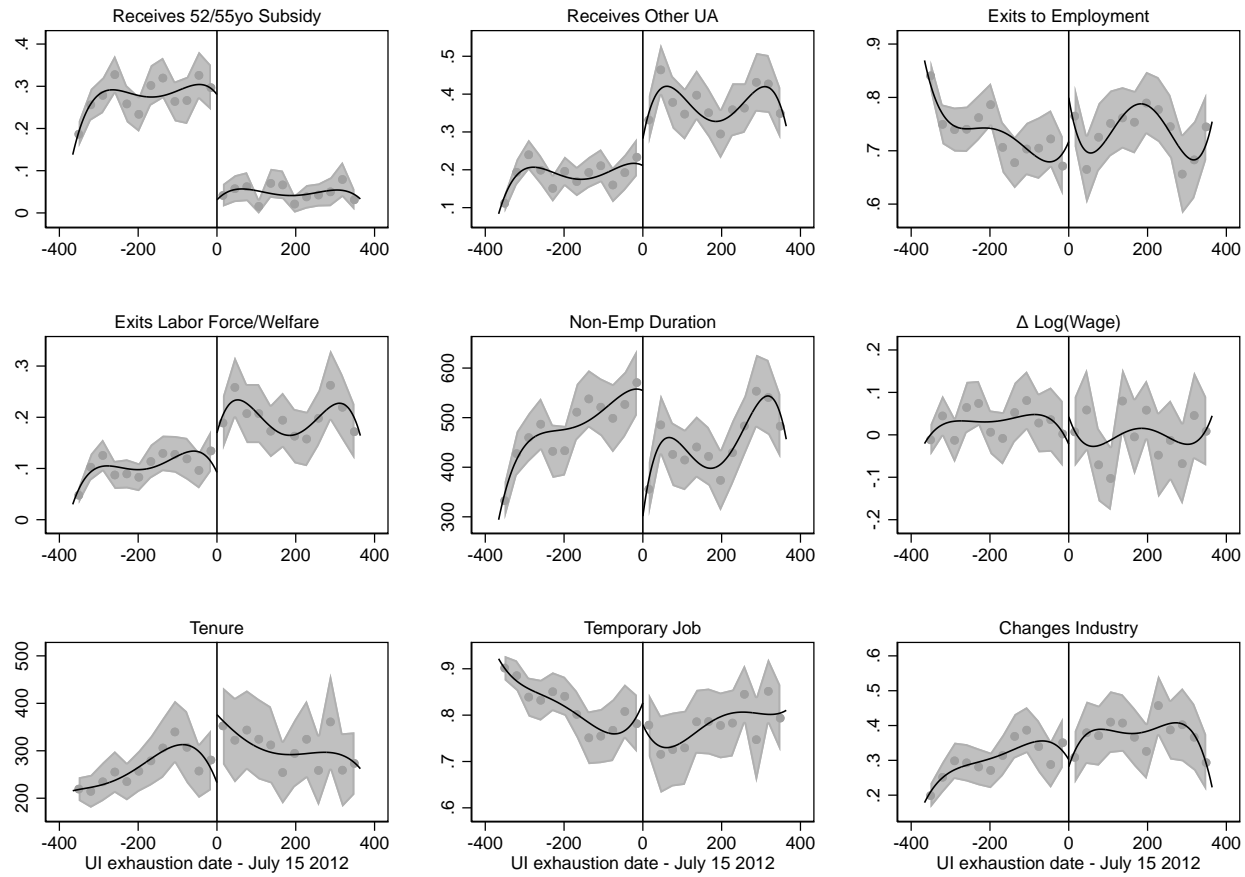 Receives 52/55yo Subsidy
.4
.3
.2
.1
0
-400 -200 0 200 400
Receives Other UA
.5
.4
.3
.2
.1
-400 -200 0 200 400
Exits to Employment
.9
.8
.7
.6
-400 -200 0 200 400
Exits Labor Force/Welfare
.3
.2
.1
0
-400 -200 0 200 400
Non-Emp Duration
600
500
400
300
-400 -200 0 200 400
Δ Log(Wage)
.2
.1
0
-.1
-.2
-400 -200 0 200 400
Tenure
500
400
300
200
-400 -200 0 200 400
UI exhaustion date - July 15 2012
Temporary Job
.9
.8
.7
.6
-400 -200 0 200 400
UI exhaustion date - July 15 2012
Changes Industry
.6
.5
.4
.3
.2
-400 -200 0 200 400
UI exhaustion date - July 15 2012